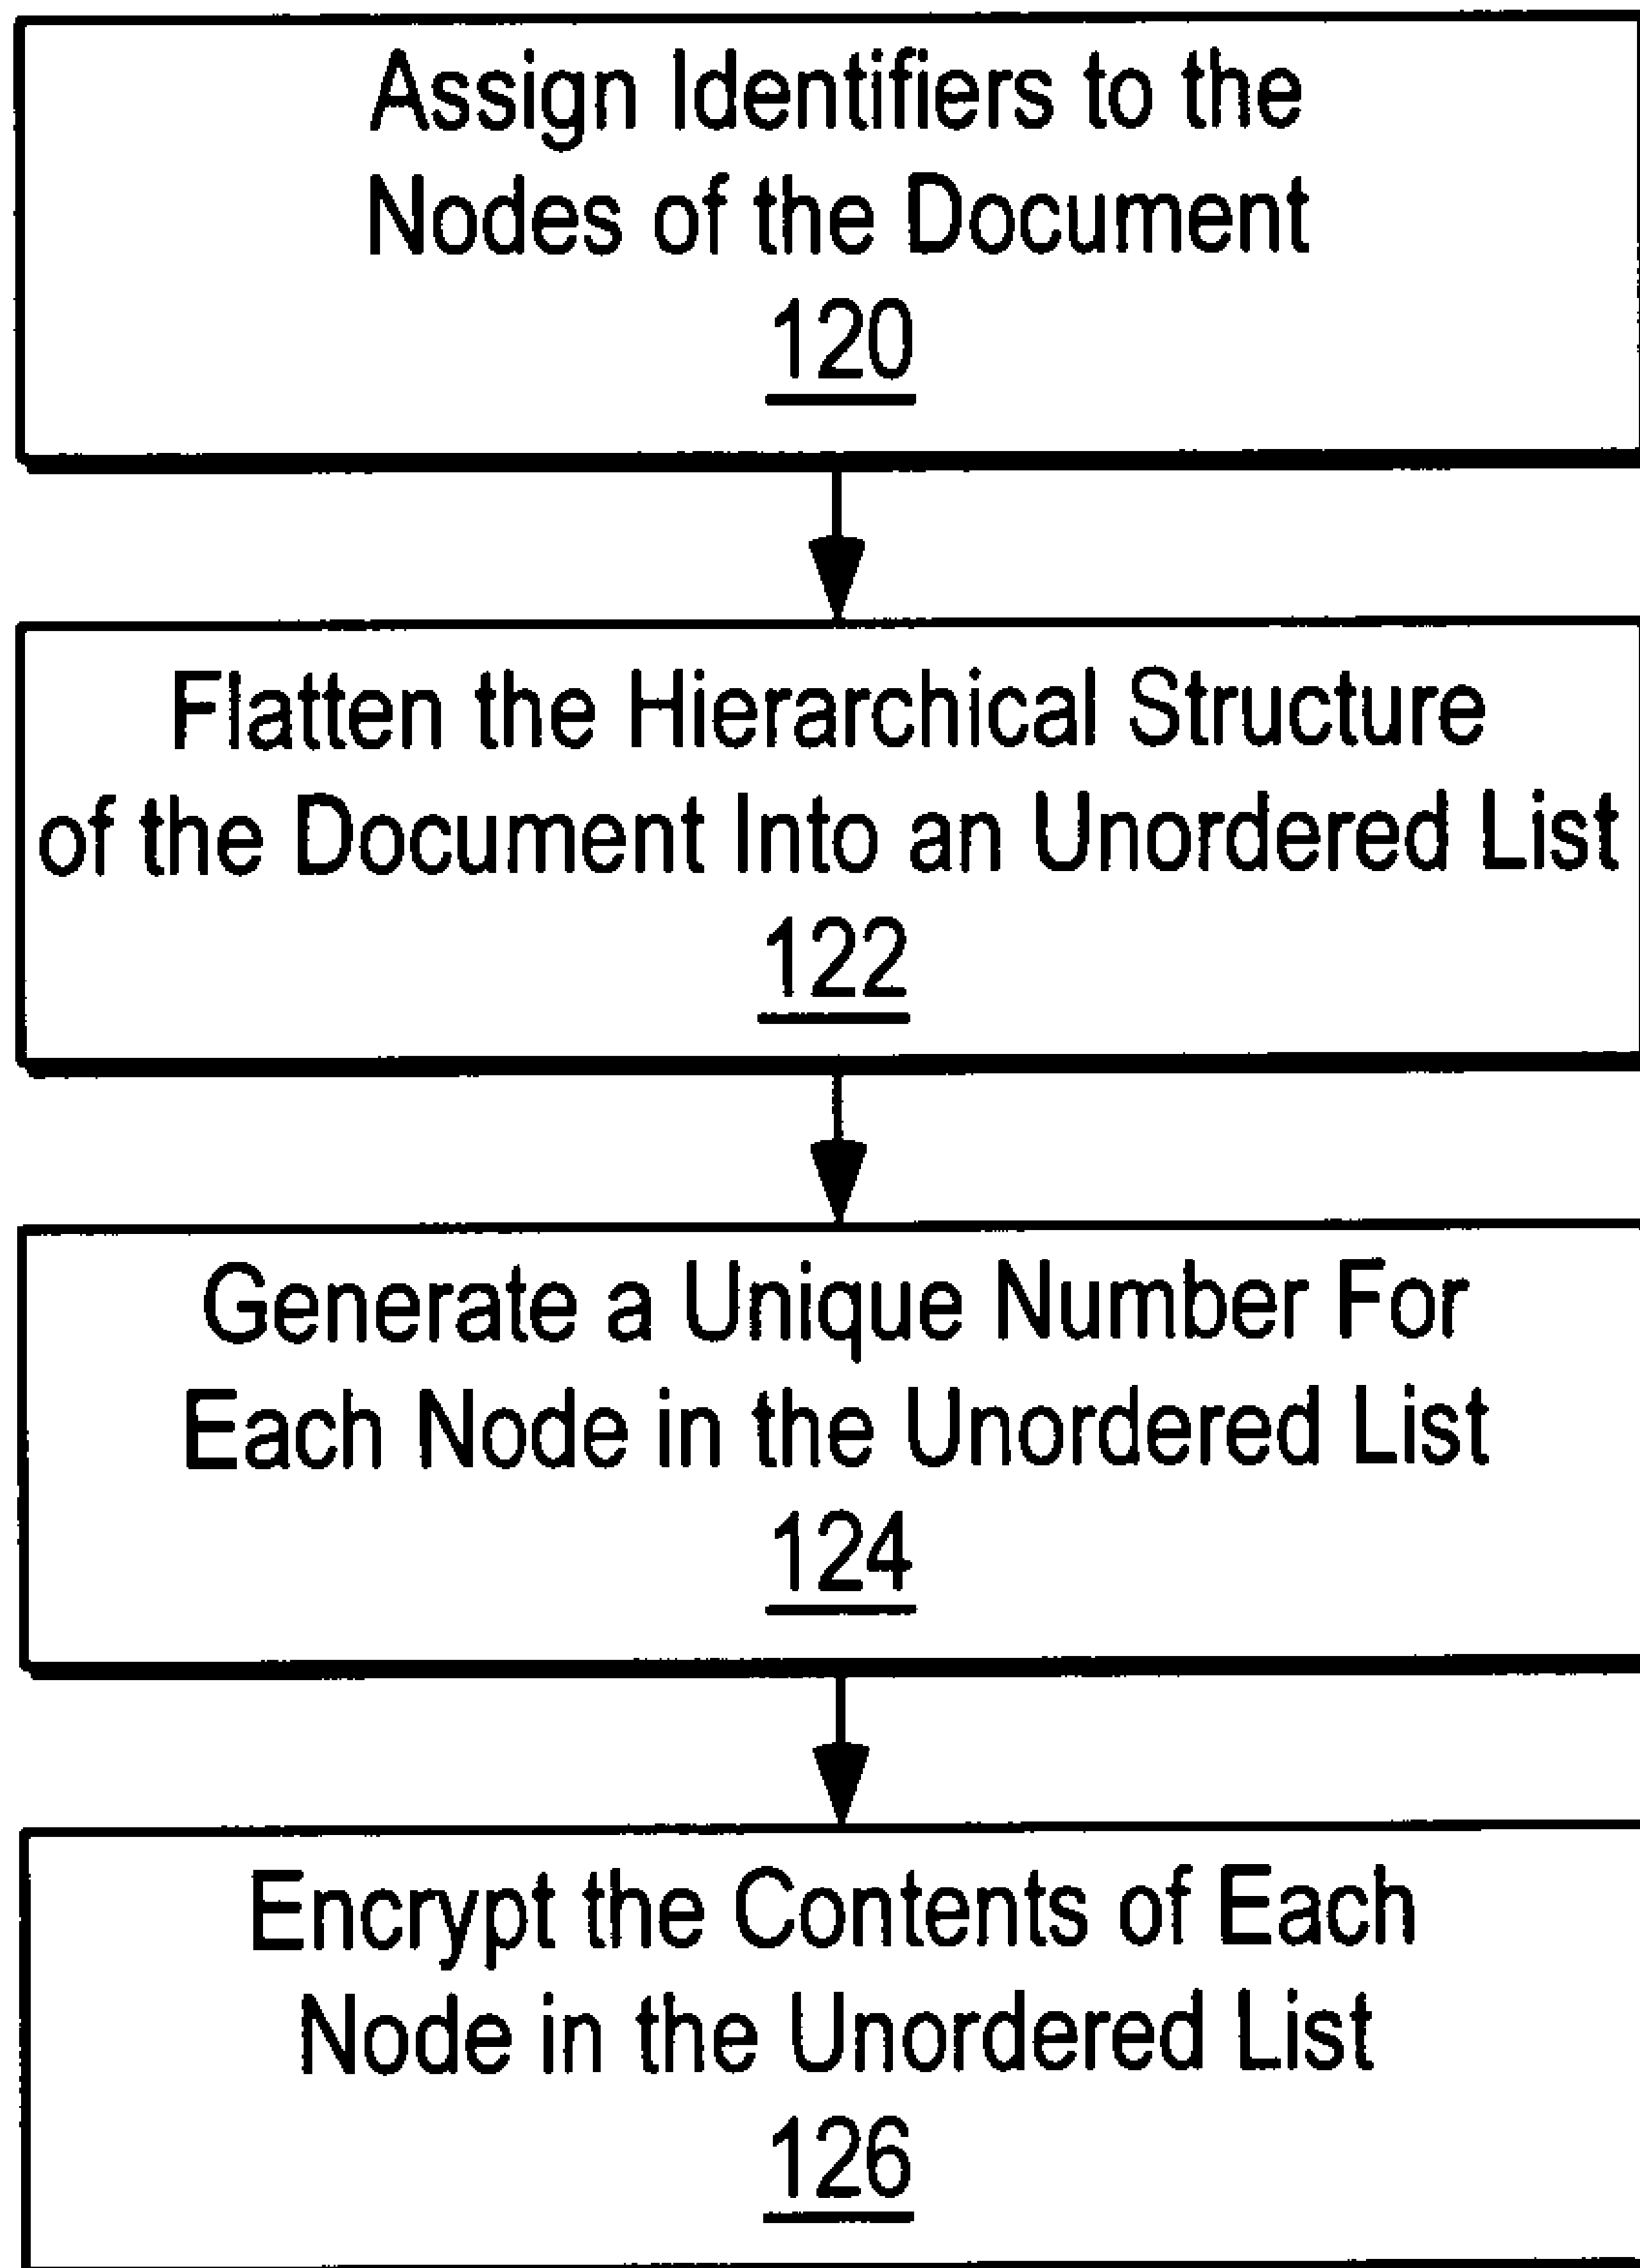 Assign Identifiers to the
Nodes of the Document
120
Flatten the Hierarchical Structure
of the Document Into an Unordered List
122
Generate a Unique Number For
Each Node in the Unordered List
124
Encrypt the Contents of Each
Node in the Unordered List
126